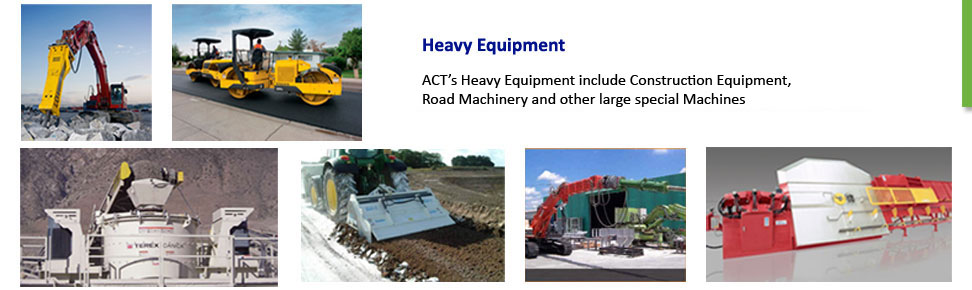 Heavy Equipment
ACT's Heavy Equipment include Construction Equipment,
Road Machinery and other large special Machines
TEREX CANICA